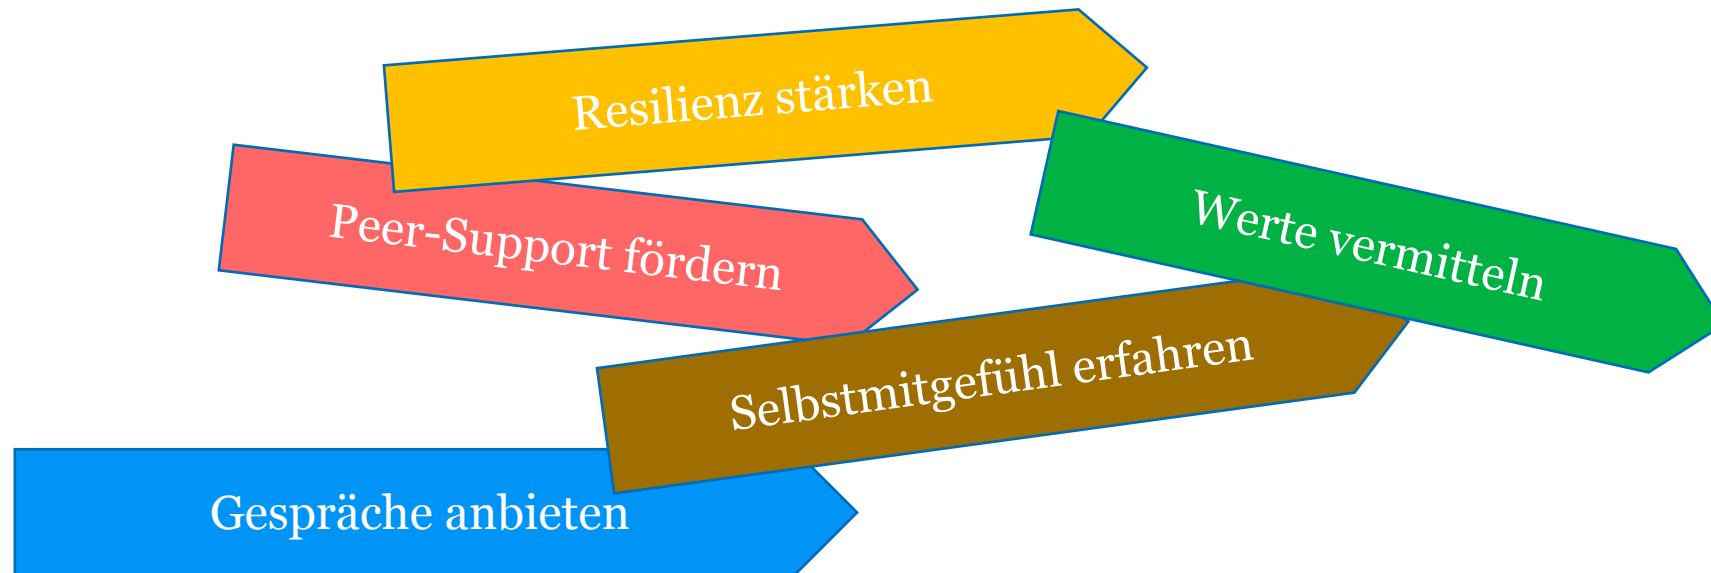 Resilienz stärken
Peer-Support fördern
Werte vermitteln
Selbstmitgefühl erfahren
Gespräche anbieten